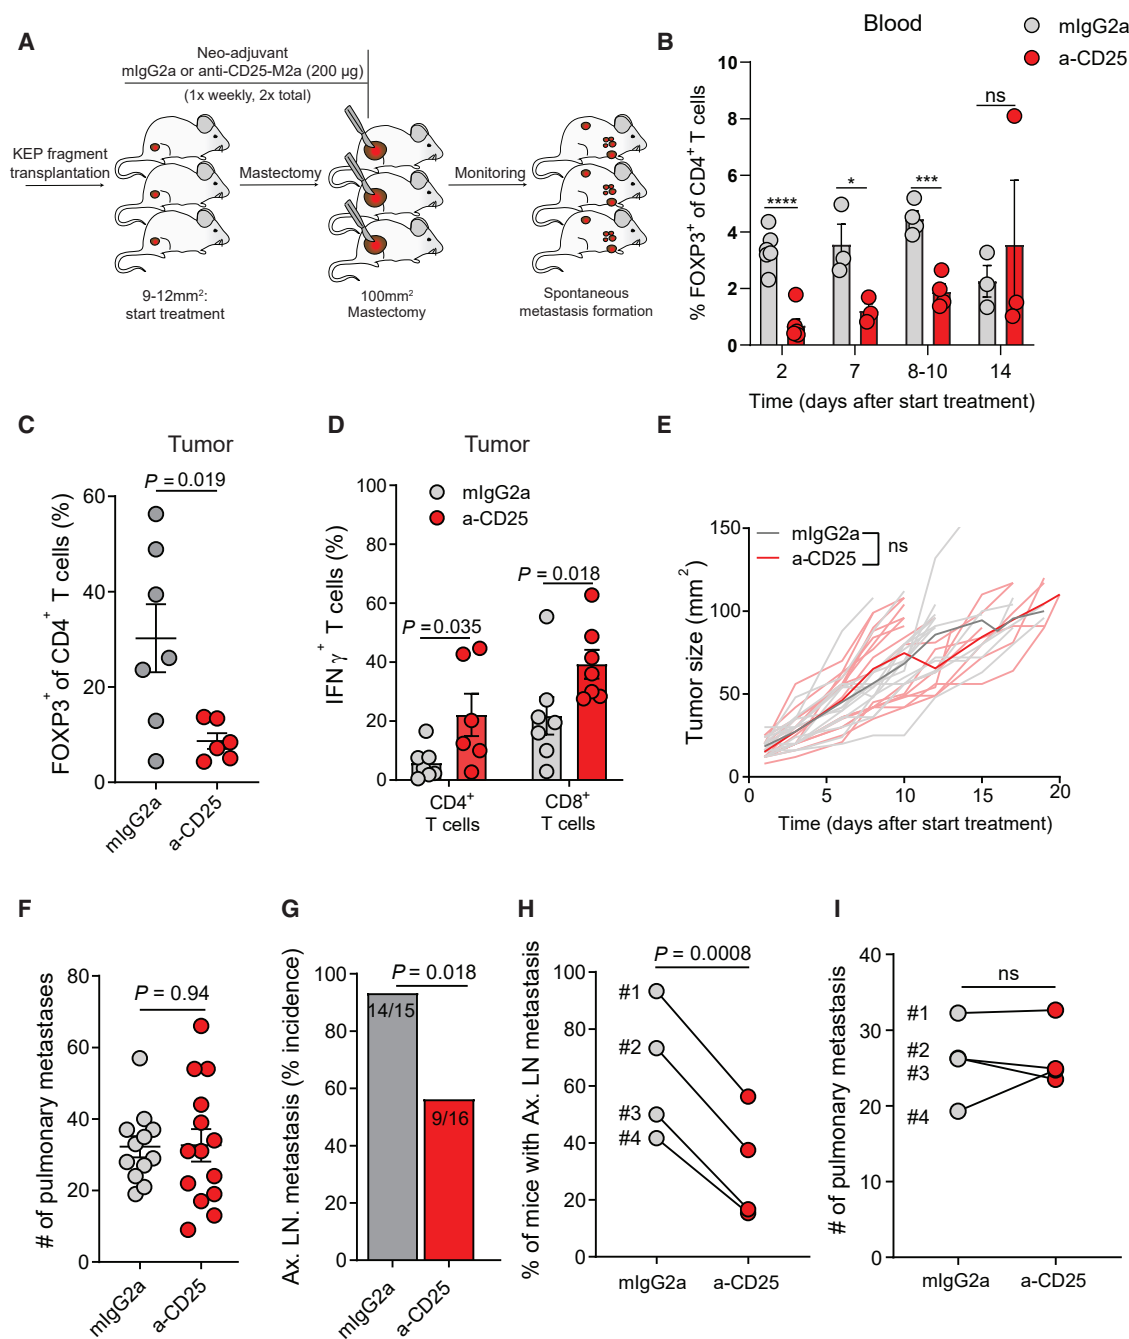 A
Neo-adjuvant
mIgG2a or anti-CD25-M2a (200 µg)
(1x weekly, 2x total)
KEP fragment
transplantation
Mastectomy
Monitoring
9-12mm²:
start treatment
100mm²
Mastectomy
Spontaneous
metastasis formation
B
Blood
mIgG2a
a-CD25
% FOXP3⁺ of CD4⁺ T cells
10
8
6
4
2
0
****
*
***
ns
2
7
8-10
14
Time (days after start treatment)
C
Tumor
P = 0.019
FOXP3⁺ of CD4⁺ T cells (%)
60
40
20
0
mIgG2a
a-CD25
D
Tumor
mIgG2a
a-CD25
IFNγ⁺ T cells (%)
100
80
60
40
20
0
P = 0.035
P = 0.018
CD4⁺
T cells
CD8⁺
T cells
E
mIgG2a
a-CD25
ns
Tumor size (mm²)
150
100
50
0
0
5
10
15
20
Time (days after start treatment)
F
# of pulmonary metastases
80
60
40
20
0
P = 0.94
mIgG2a
a-CD25
G
Ax. LN. metastasis (% incidence)
100
80
60
40
20
0
P = 0.018
14/15
9/16
mIgG2a
a-CD25
H
% of mice with Ax. LN metastasis
100
80
60
40
20
0
P = 0.0008
#1
#2
#3
#4
mIgG2a
a-CD25
I
# of pulmonary metastasis
40
30
20
10
0
ns
#1
#2
#3
#4
mIgG2a
a-CD25